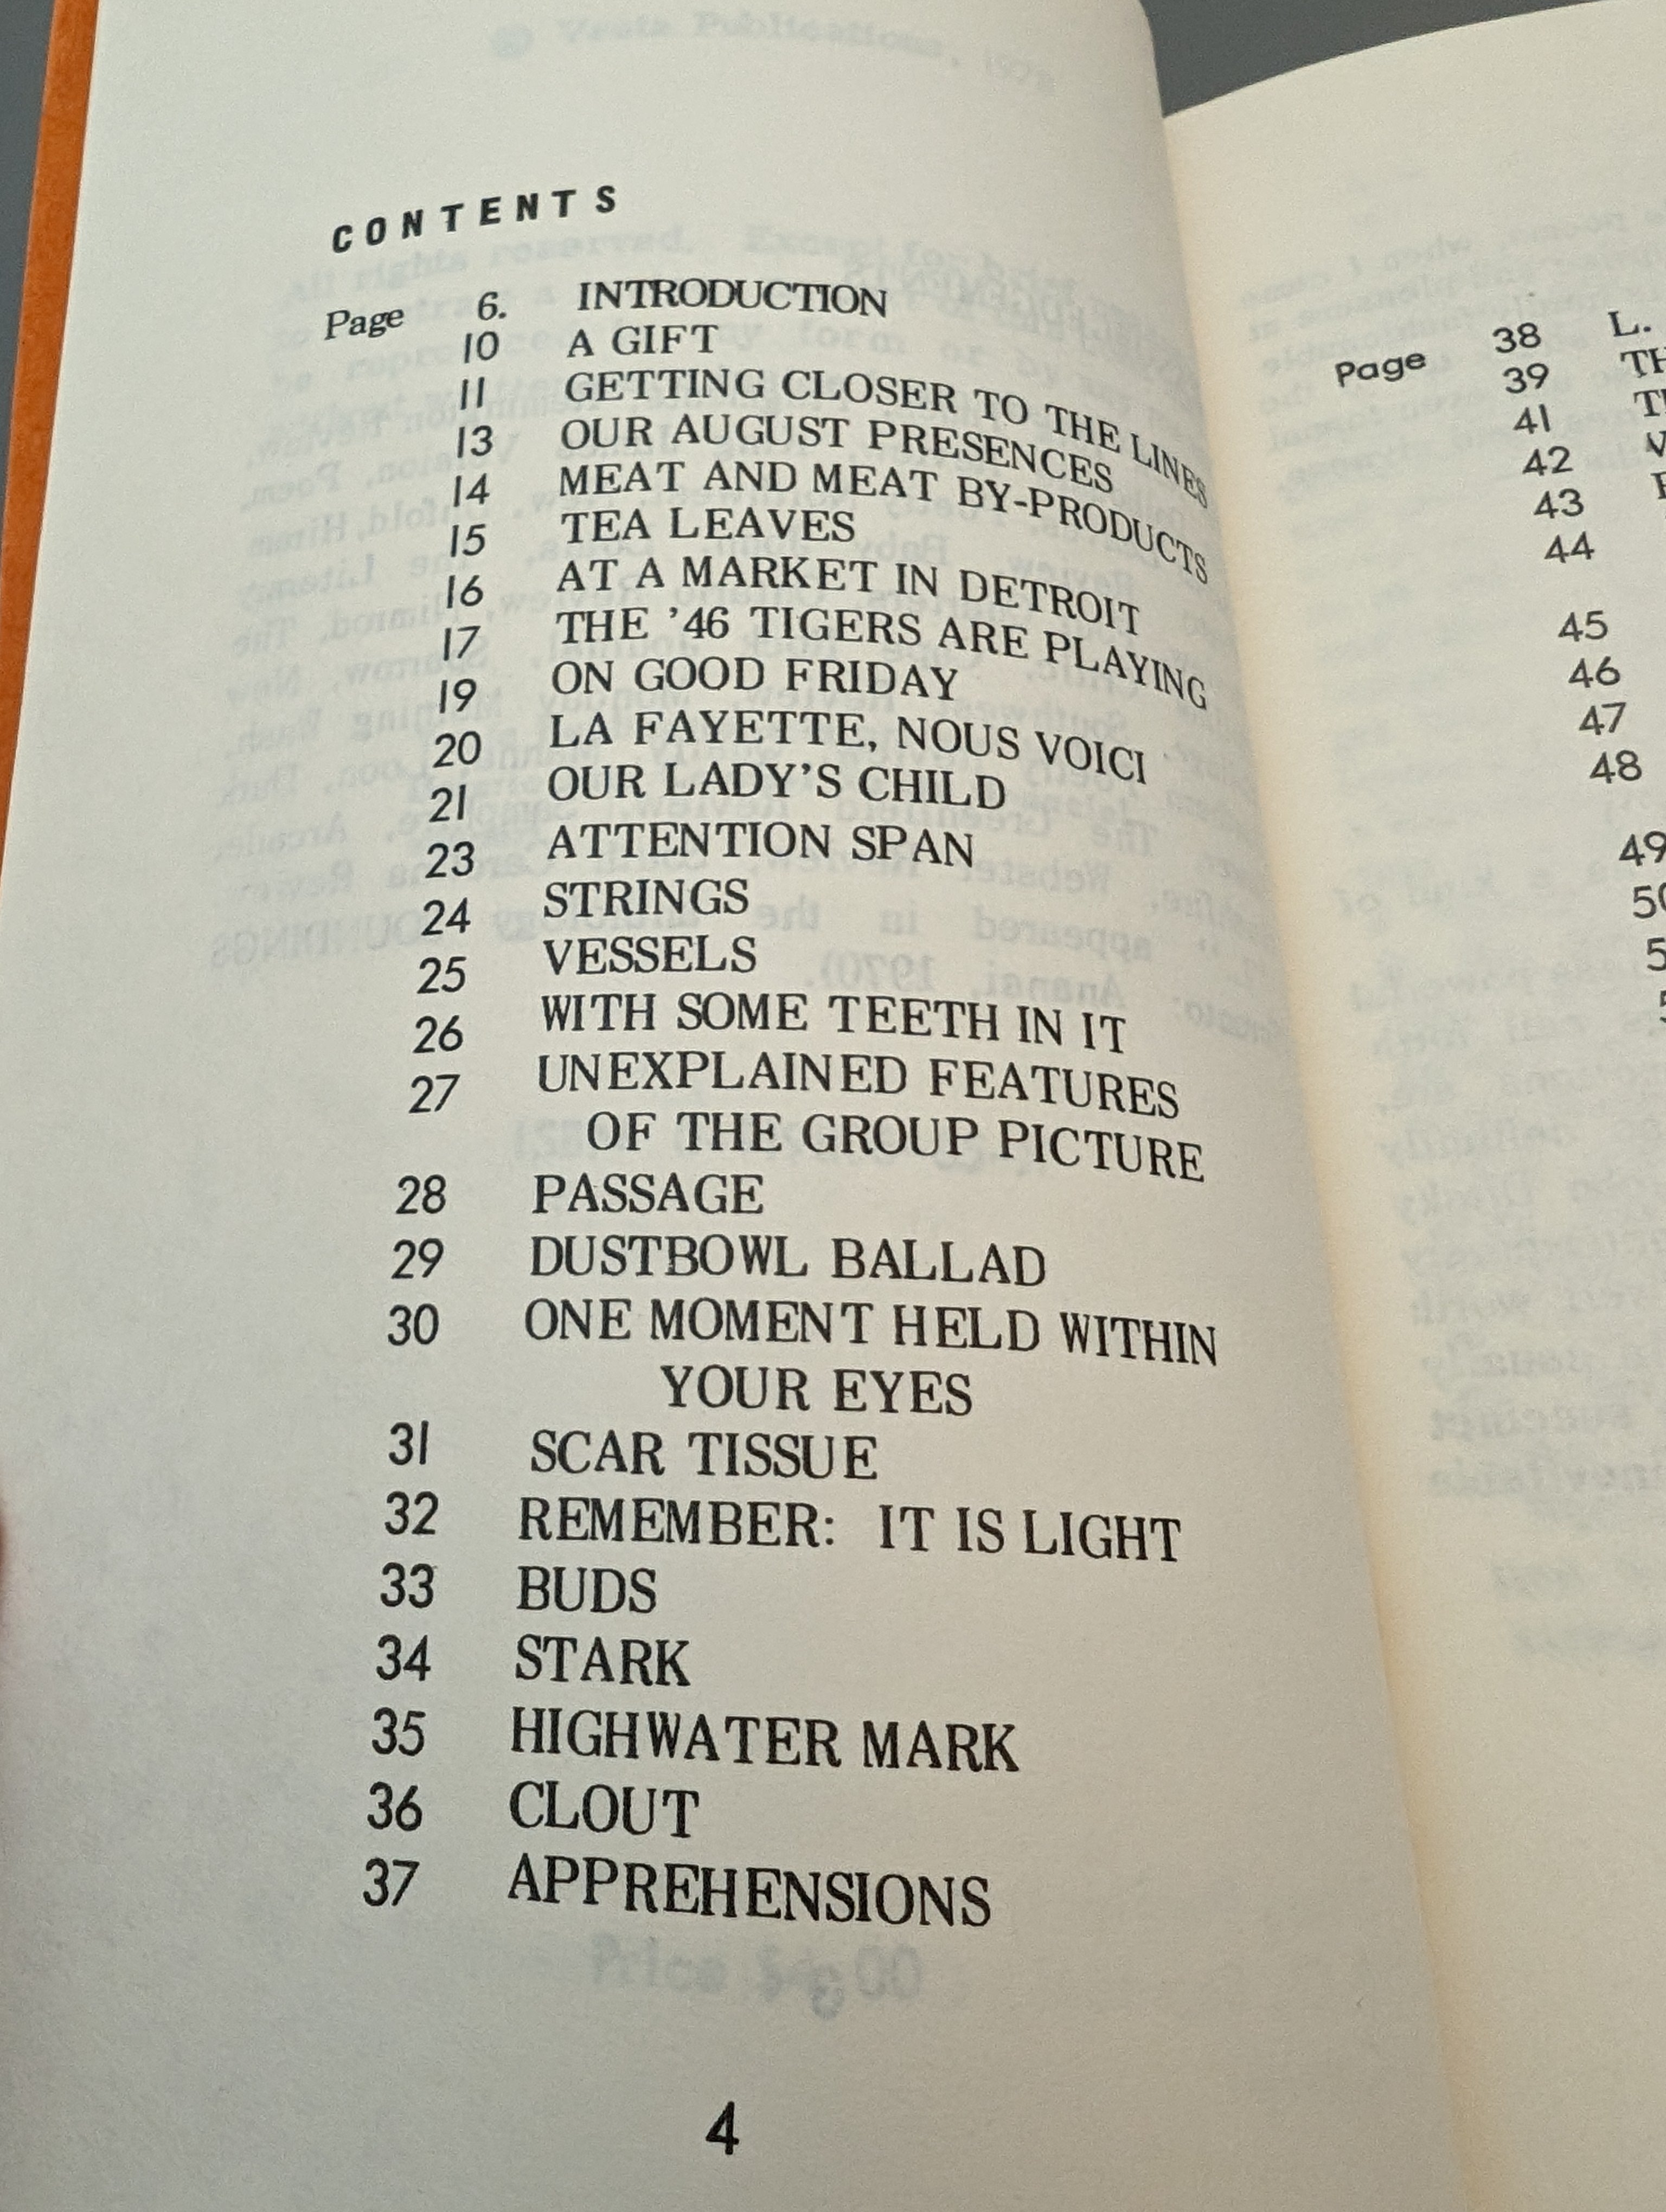 CONTENTS
Page 6. INTRODUCTION
10 A GIFT
11 GETTING CLOSER TO THE LINES
13 OUR AUGUST PRESENCES
14 MEAT AND MEAT BY-PRODUCTS
15 TEA LEAVES
16 AT A MARKET IN DETROIT
17 THE '46 TIGERS ARE PLAYING
19 ON GOOD FRIDAY
20 LA FAYETTE, NOUS VOICI
21 OUR LADY'S CHILD
23 ATTENTION SPAN
24 STRINGS
25 VESSELS
26 WITH SOME TEETH IN IT
27 UNEXPLAINED FEATURES
OF THE GROUP PICTURE
28 PASSAGE
29 DUSTBOWL BALLAD
30 ONE MOMENT HELD WITHIN
YOUR EYES
31 SCAR TISSUE
32 REMEMBER: IT IS LIGHT
33 BUDS
34 STARK
35 HIGHWATER MARK
36 CLOUT
37 APPREHENSIONS
4
Page 38 L.
39
41
42
43
44
45
46
47
48
49